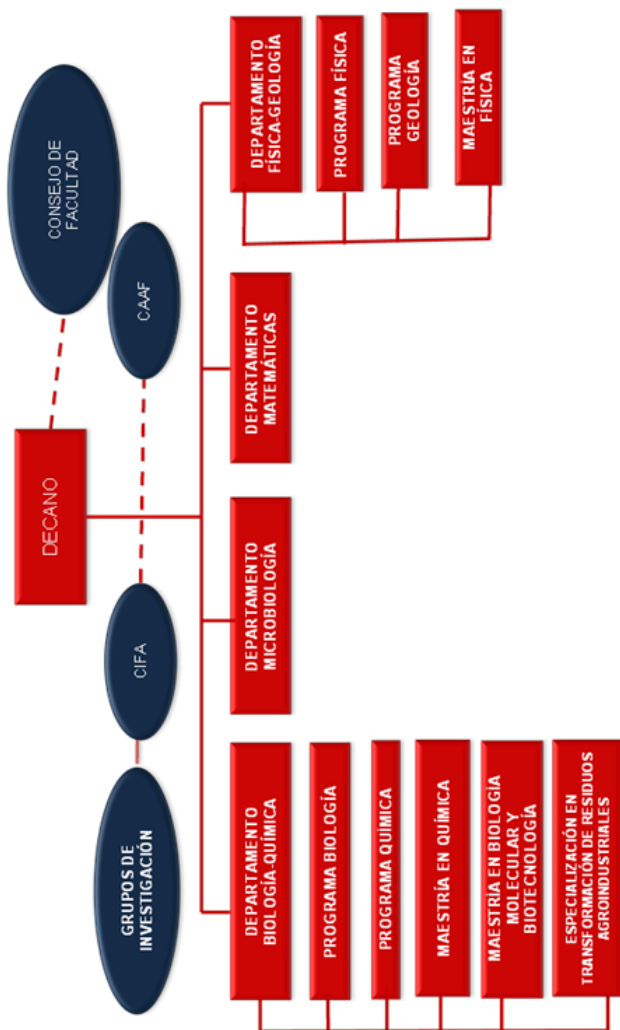 CONSEJO DE
FACULTAD
DECANO
CAAF
CIFA
GRUPOS DE
INVESTIGACIÓN
DEPARTAMENTO
BIOLOGÍA-QUÍMICA
PROGRAMA BIOLOGÍA
PROGRAMA QUÍMICA
MAESTRÍA EN QUÍMICA
MAESTRÍA EN BIOLOGÍA
MOLECULAR Y
BIOTECNOLOGÍA
ESPECIALIZACIÓN EN
TRANSFORMACIÓN DE RESIDUOS
AGROINDUSTRIALES
DEPARTAMENTO
MICROBIOLOGÍA
DEPARTAMENTO
MATEMÁTICAS
DEPARTAMENTO
FÍSICA-GEOLOGÍA
PROGRAMA FÍSICA
PROGRAMA
GEOLOGÍA
MAESTRÍA EN
FÍSICA